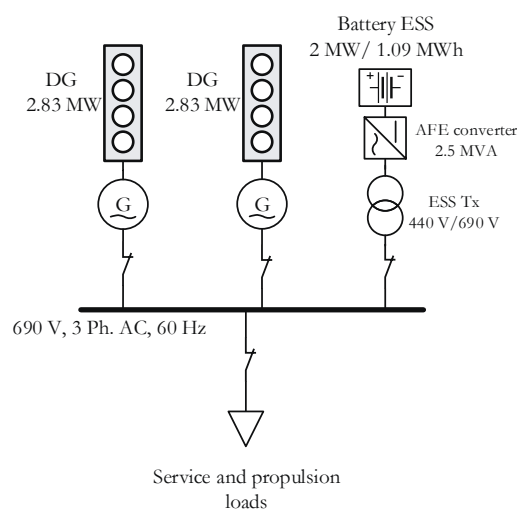 Battery ESS
2 MW/ 1.09 MWh
DG
2.83 MW
DG
2.83 MW
+ -
AFE converter
2.5 MVA
G
G
ESS Tx
440 V/690 V
690 V, 3 Ph. AC, 60 Hz
Service and propulsion
loads